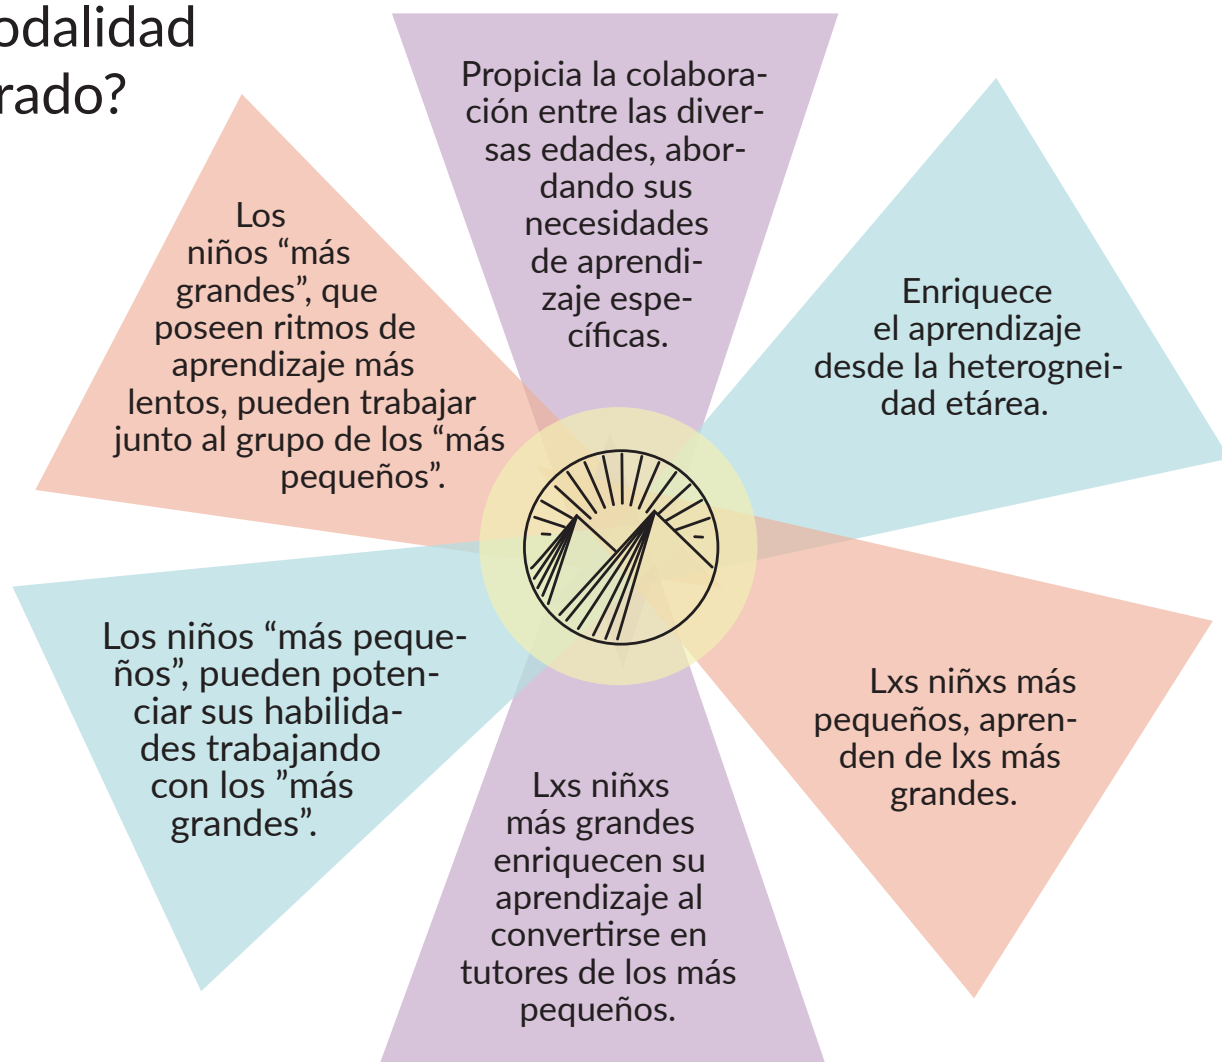 odalidad
rado?
Propicia la colabora-
ción entre las diver-
sas edades, abor-
dando sus
necesidades
de aprendi-
zaje espe-
cíficas.
Los
niños “más
grandes”, que
poseen ritmos de
aprendizaje más
lentos, pueden trabajar
junto al grupo de los “más
pequeños”.
Enriquece
el aprendizaje
desde la heterognei-
dad etárea.
Los niños “más peque-
ños”, pueden poten-
ciar sus habilida-
des trabajando
con los ”más
grandes”.
Lxs niñxs más
pequeños, apren-
den de lxs más
grandes.
Lxs niñxs
más grandes
enriquecen su
aprendizaje al
convertirse en
tutores de los más
pequeños.